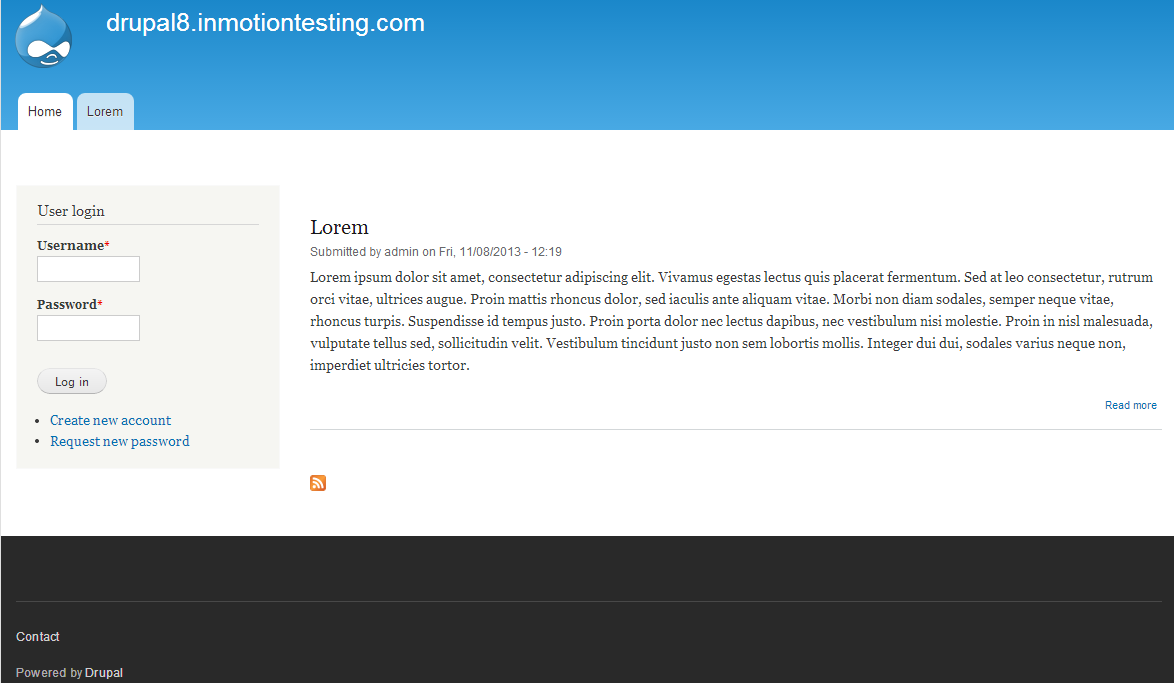 drupal8.inmotiontesting.com
Home
Lorem
User login
Username*
Password*
Log in
Create new account
Request new password
Lorem
Submitted by admin on Fri, 11/08/2013 - 12:19
Lorem ipsum dolor sit amet, consectetur adipiscing elit. Vivamus egestas lectus quis placerat fermentum. Sed at leo consectetur, rutrum
orci vitae, ultrices augue. Proin mattis rhoncus dolor, sed iaculis ante aliquam vitae. Morbi non diam sodales, semper neque vitae,
rhoncus turpis. Suspendisse id tempus justo. Proin porta dolor nec lectus dapibus, nec vestibulum nisi molestie. Proin in nisl malesuada,
vulputate tellus sed, sollicitudin velit. Vestibulum tincidunt justo non sem lobortis mollis. Integer dui dui, sodales varius neque non,
imperdiet ultricies tortor.
Read more
Contact
Powered by Drupal